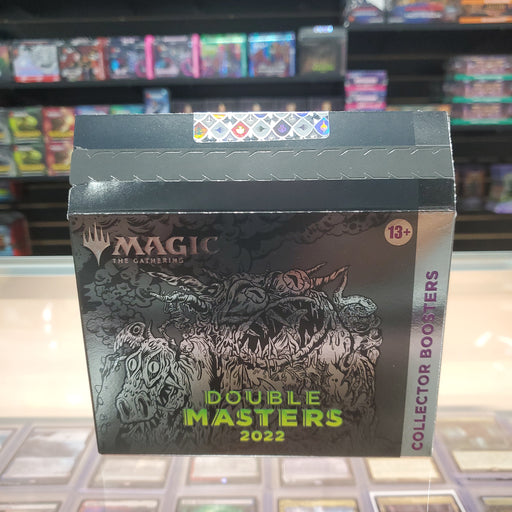 MAGIC
THE GATHERING
13+
DOUBLE
MASTERS
2022
COLLECTOR BOOSTERS